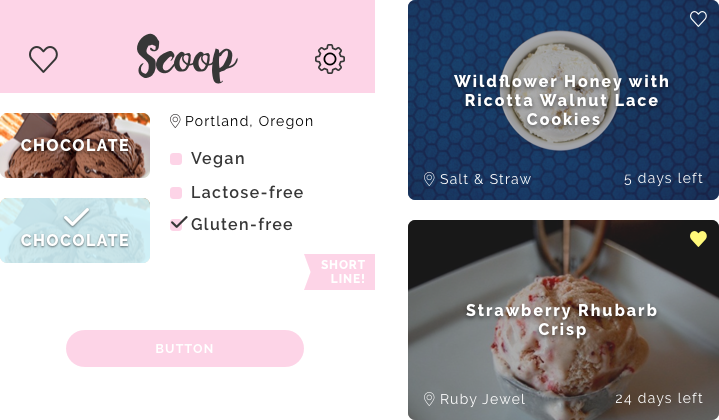 Scoop
CHOCOLATE
CHOCOLATE
Portland, Oregon
Vegan
Lactose-free
Gluten-free
SHORT
LINE!
BUTTON
Wildflower Honey with
Ricotta Walnut Lace
Cookies
Salt & Straw
5 days left
Strawberry Rhubarb
Crisp
Ruby Jewel
24 days left